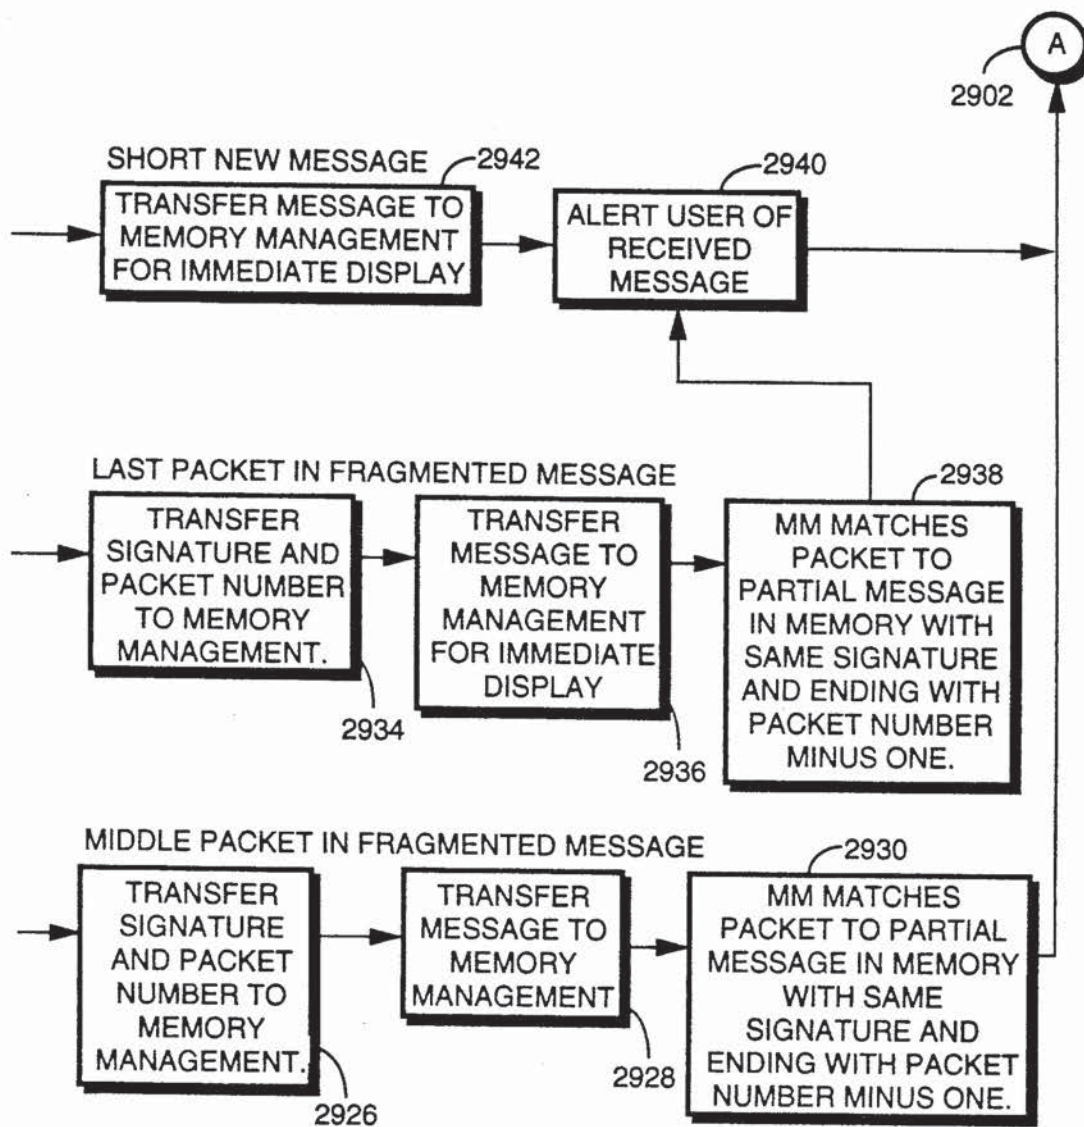 A
2902
SHORT NEW MESSAGE
2942
TRANSFER MESSAGE TO
MEMORY MANAGEMENT
FOR IMMEDIATE DISPLAY
2940
ALERT USER OF
RECEIVED
MESSAGE
LAST PACKET IN FRAGMENTED MESSAGE
TRANSFER
SIGNATURE AND
PACKET NUMBER
TO MEMORY
MANAGEMENT.
2934
TRANSFER
MESSAGE TO
MEMORY
MANAGEMENT
FOR IMMEDIATE
DISPLAY
2936
2938
MM MATCHES
PACKET TO
PARTIAL MESSAGE
IN MEMORY WITH
SAME SIGNATURE
AND ENDING WITH
PACKET NUMBER
MINUS ONE.
MIDDLE PACKET IN FRAGMENTED MESSAGE
TRANSFER
SIGNATURE
AND PACKET
NUMBER TO
MEMORY
MANAGEMENT.
2926
TRANSFER
MESSAGE TO
MEMORY
MANAGEMENT
2928
2930
MM MATCHES
PACKET TO PARTIAL
MESSAGE IN MEMORY
WITH SAME
SIGNATURE AND
ENDING WITH PACKET
NUMBER MINUS ONE.